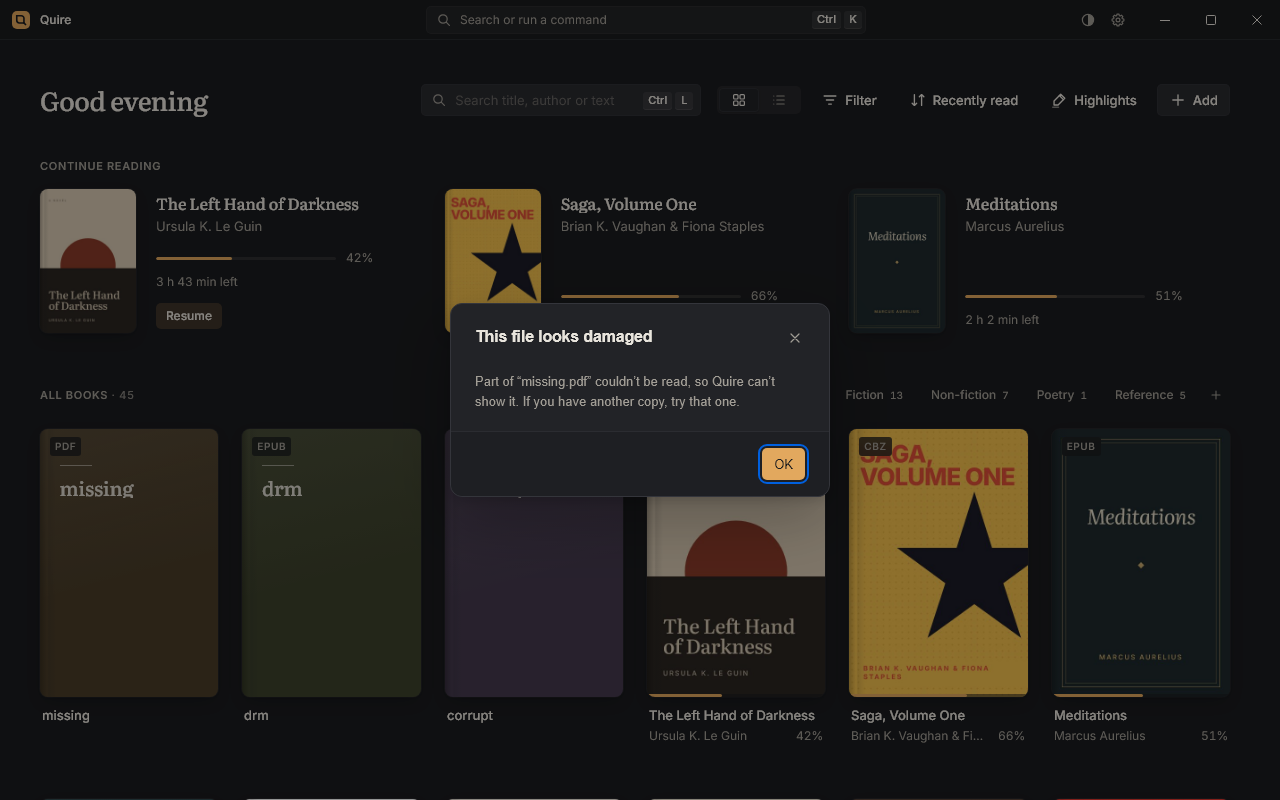 Quire
Search or run a command
Ctrl K
Good evening
Search title, author or text
Ctrl L
Filter
Recently read
Highlights
Add
CONTINUE READING
The Left Hand
of Darkness
URSULA K. LE GUIN
The Left Hand of Darkness
Ursula K. Le Guin
42%
3 h 43 min left
Resume
SAGA,
VOLUME ONE
Saga, Volume One
Brian K. Vaughan & Fiona Staples
66%
Meditations
MARCUS AURELIUS
Meditations
Marcus Aurelius
51%
2 h 2 min left
This file looks damaged
Part of “missing.pdf” couldn’t be read, so Quire can’t
show it. If you have another copy, try that one.
OK
ALL BOOKS · 45
Fiction 13
Non-fiction 7
Poetry 1
Reference 5
PDF
missing
missing
EPUB
drm
drm
corrupt
The Left Hand
of Darkness
URSULA K. LE GUIN
The Left Hand of Darkness
Ursula K. Le Guin
42%
CBZ
SAGA,
VOLUME ONE
BRIAN K. VAUGHAN & FIONA
STAPLES
Saga, Volume One
Brian K. Vaughan & Fi...
66%
EPUB
Meditations
MARCUS AURELIUS
Meditations
Marcus Aurelius
51%